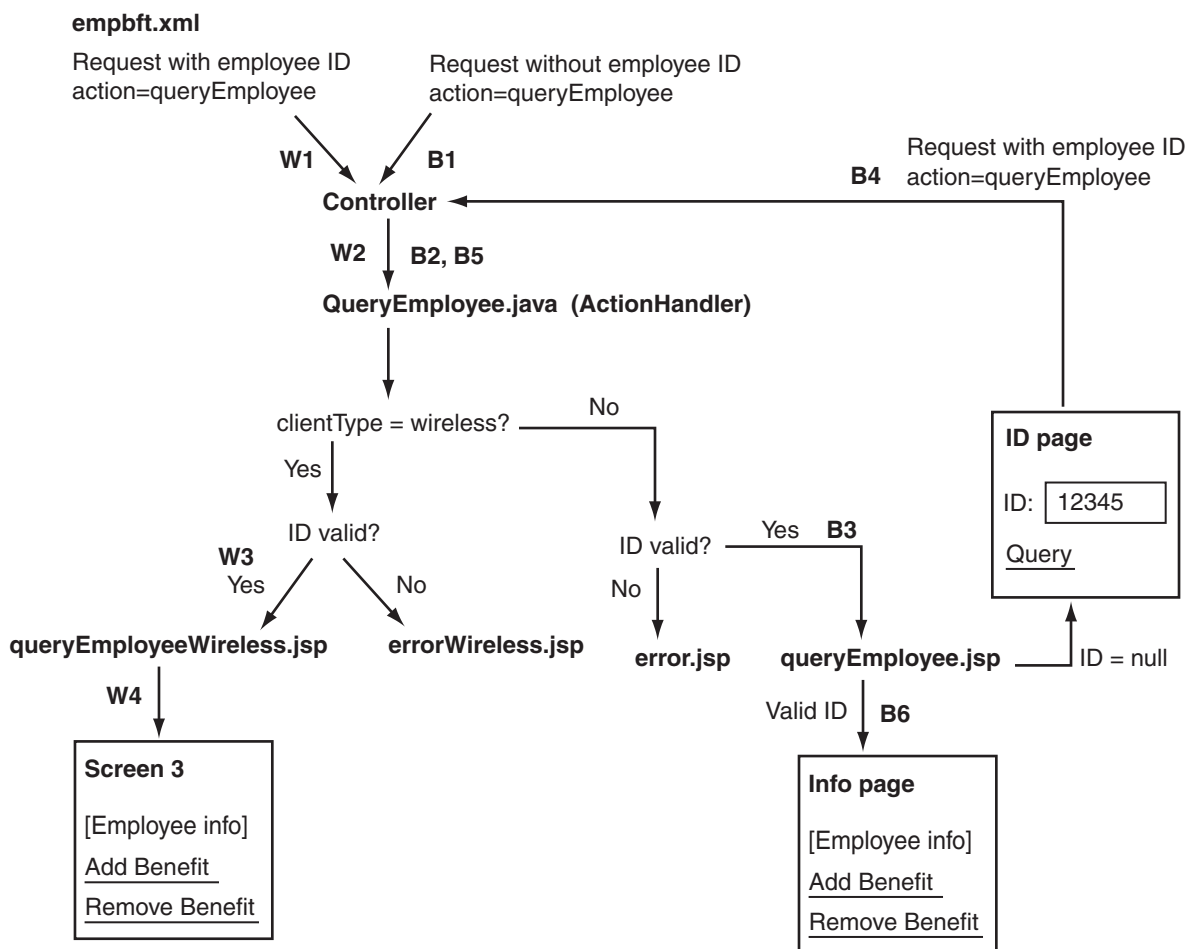 empbft.xml
Request with employee ID
action=queryEmployee
Request without employee ID
action=queryEmployee
W1
B1
Request with employee ID
action=queryEmployee
B4
Controller
W2
B2, B5
QueryEmployee.java (ActionHandler)
clientType = wireless?
No
Yes
ID page
ID:
12345
Query
ID valid?
W3
Yes
No
ID valid?
Yes
B3
No
queryEmployeeWireless.jsp
errorWireless.jsp
error.jsp
queryEmployee.jsp
ID = null
W4
Valid ID
B6
Screen 3
[Employee info]
Add Benefit
Remove Benefit
Info page
[Employee info]
Add Benefit
Remove Benefit